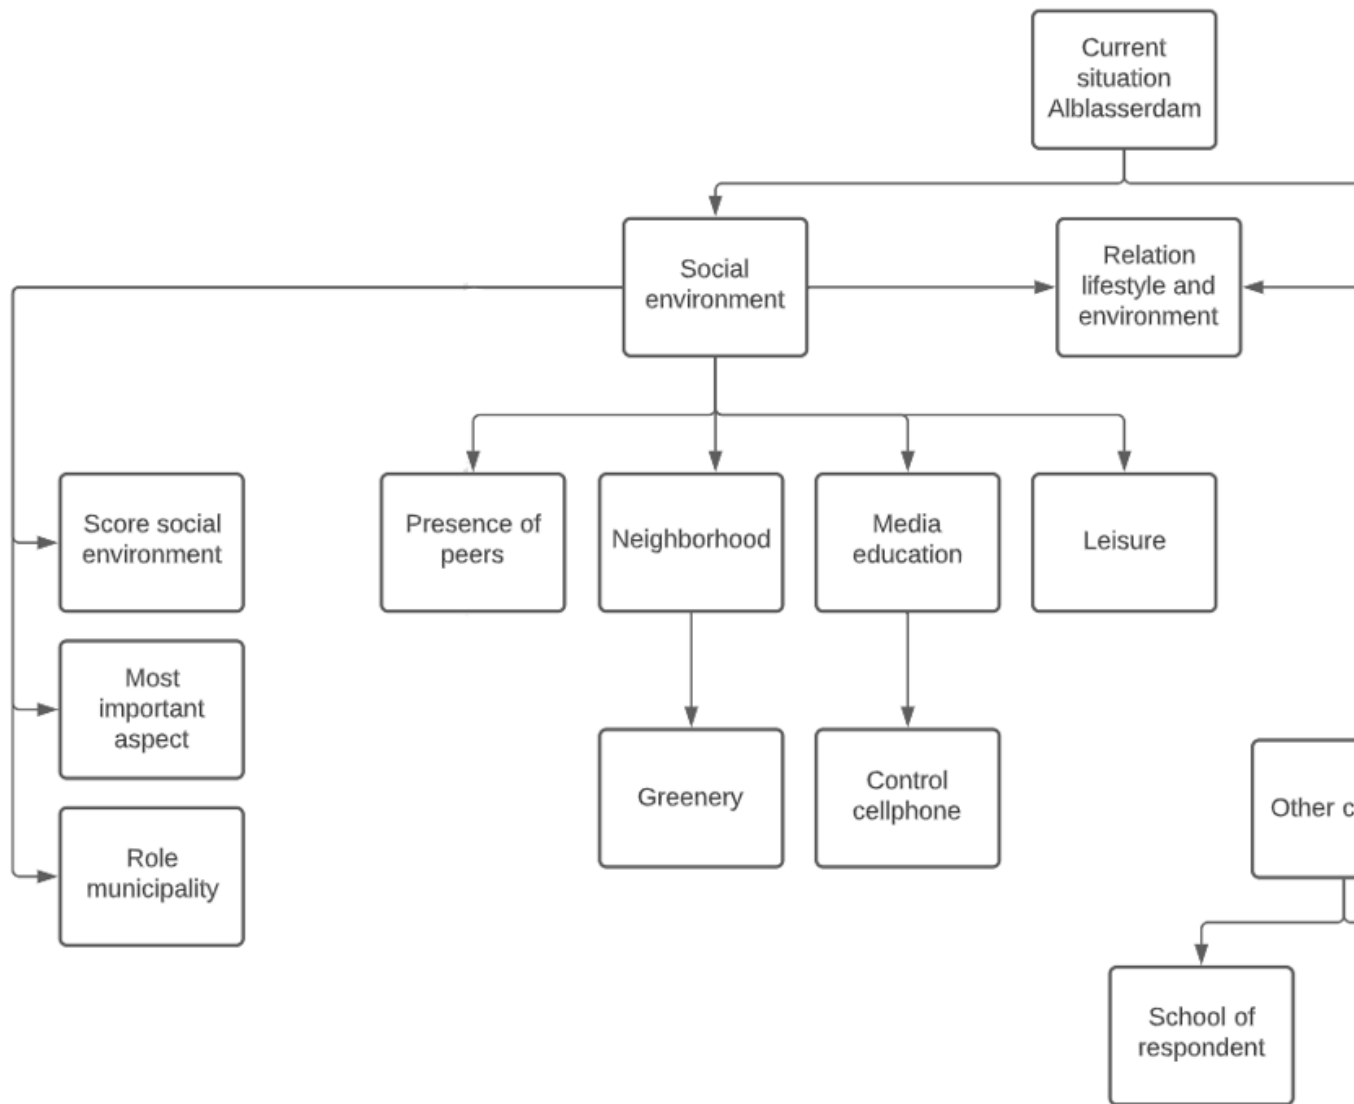 Current
situation
Alblasserdam
Social
environment
Relation
lifestyle and
environment
Score social
environment
Presence of
peers
Neighborhood
Media
education
Leisure
Most
important
aspect
Greenery
Control
cellphone
Other c
Role
municipality
School of
respondent